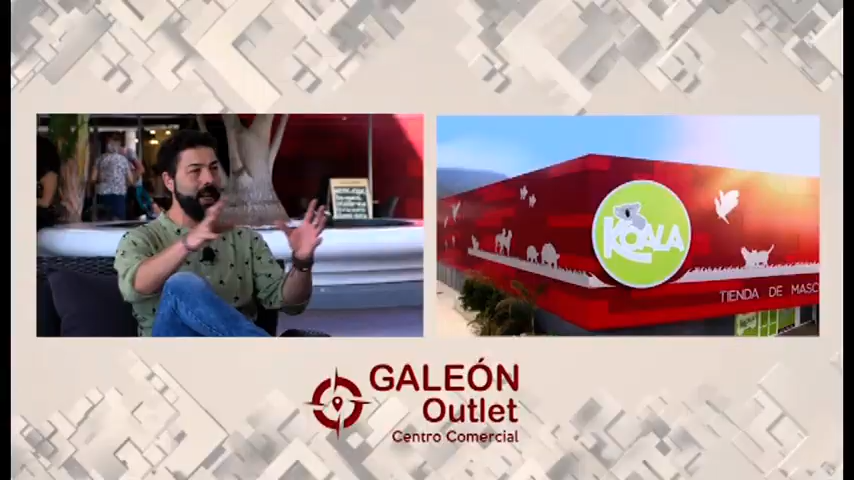 KOALA
TIENDA DE MASC
GALEÓN
Outlet
Centro Comercial